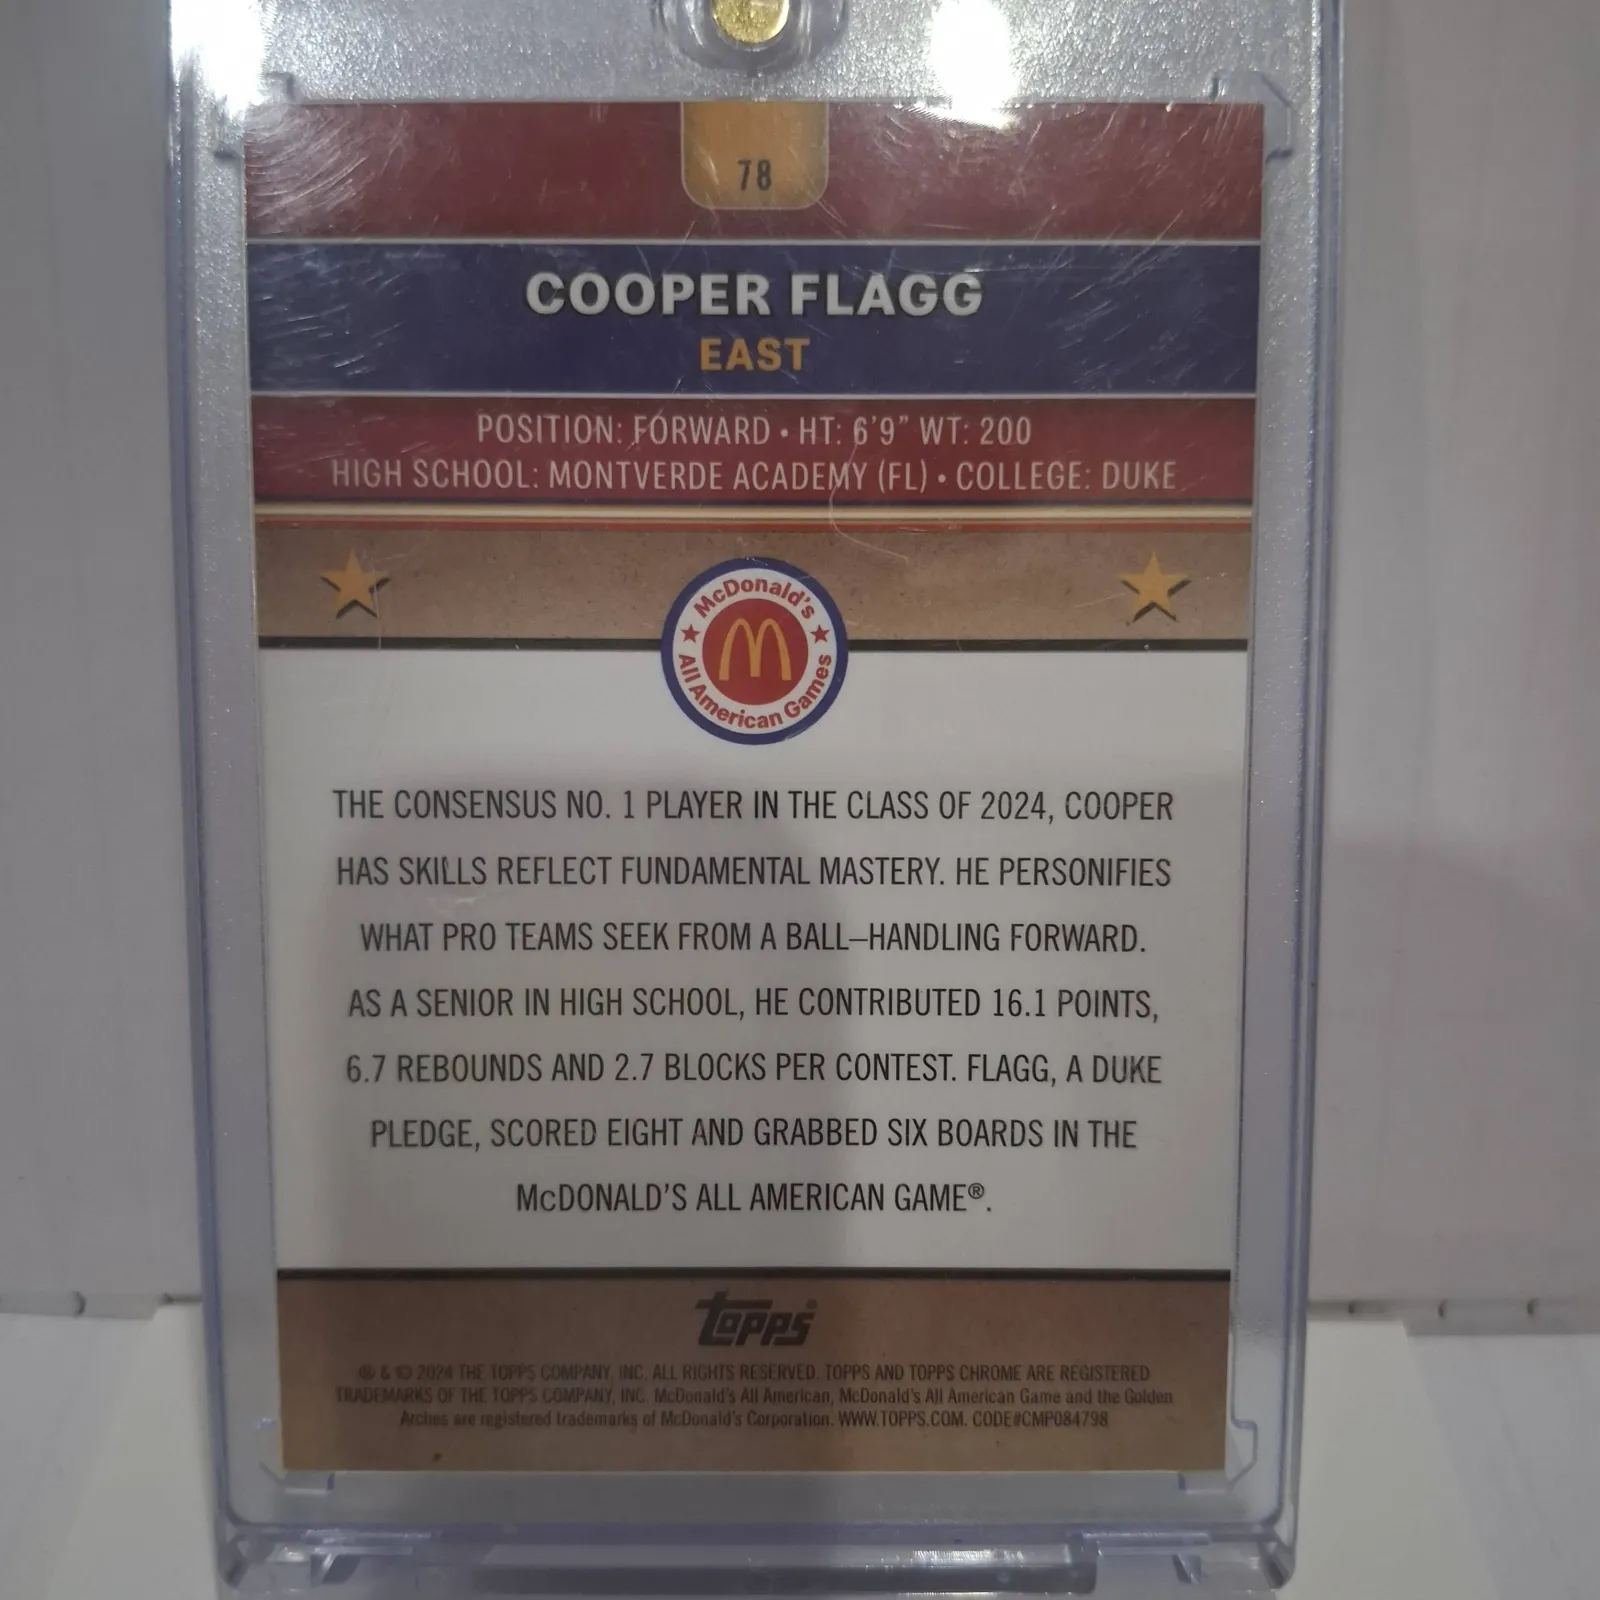 78
COOPER FLAGG
EAST
POSITION: FORWARD • HT: 6'9" WT: 200
HIGH SCHOOL: MONTVERDE ACADEMY (FL) • COLLEGE: DUKE
McDonald's
All American Games
THE CONSENSUS NO. 1 PLAYER IN THE CLASS OF 2024, COOPER
HAS SKILLS REFLECT FUNDAMENTAL MASTERY. HE PERSONIFIES
WHAT PRO TEAMS SEEK FROM A BALL–HANDLING FORWARD.
AS A SENIOR IN HIGH SCHOOL, HE CONTRIBUTED 16.1 POINTS,
6.7 REBOUNDS AND 2.7 BLOCKS PER CONTEST. FLAGG, A DUKE
PLEDGE, SCORED EIGHT AND GRABBED SIX BOARDS IN THE
McDONALD'S ALL AMERICAN GAME®.
topps®
® & © 2024 THE TOPPS COMPANY, INC. ALL RIGHTS RESERVED. TOPPS AND TOPPS CHROME ARE REGISTERED
TRADEMARKS OF THE TOPPS COMPANY, INC. McDonald's All American, McDonald's All American Game and the Golden
Arches are registered trademarks of McDonald's Corporation. WWW.TOPPS.COM. CODE#CMP084798